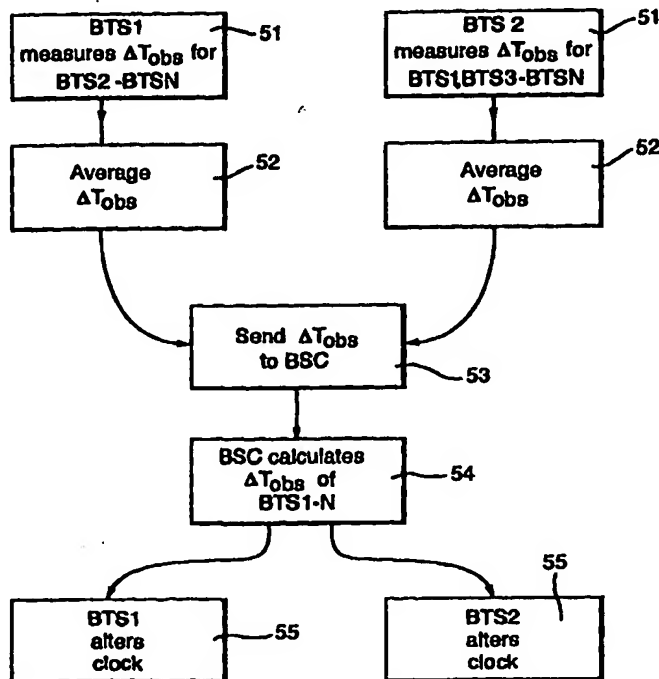 BTS1
measures ΔTobs for
BTS2-BTSN
51
BTS 2
measures ΔTobs for
BTS1,BTS3-BTSN
51
Average
ΔTobs
52
Average
ΔTobs
52
Send ΔTobs
to BSC
53
BSC calculates
ΔTobs of
BTS1-N
54
BTS1
alters
clock
55
BTS2
alters
clock
55